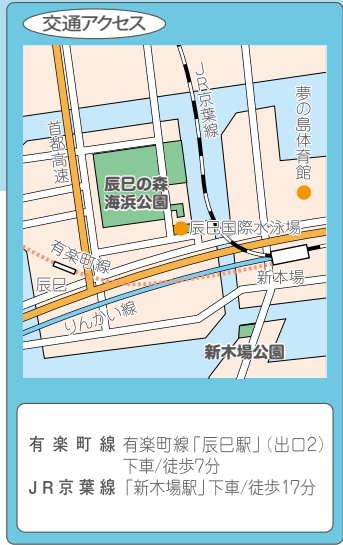 交通アクセス
JR京葉線
首都高速
夢の島体育館
辰巳の森
海浜公園
辰巳国際水泳場
有楽町線
辰巳
新木場
りんかい線
新木場公園
有楽町線 有楽町線「辰巳駅」(出口2)
下車/徒歩7分
JR京葉線 「新木場駅」下車/徒歩17分